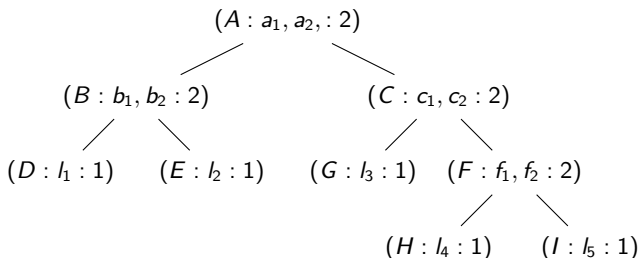 (A : a₁, a₂, : 2)
(B : b₁, b₂ : 2) (C : c₁, c₂ : 2)
(D : l₁ : 1) (E : l₂ : 1) (G : l₃ : 1) (F : f₁, f₂ : 2)
(H : l₄ : 1) (I : l₅ : 1)